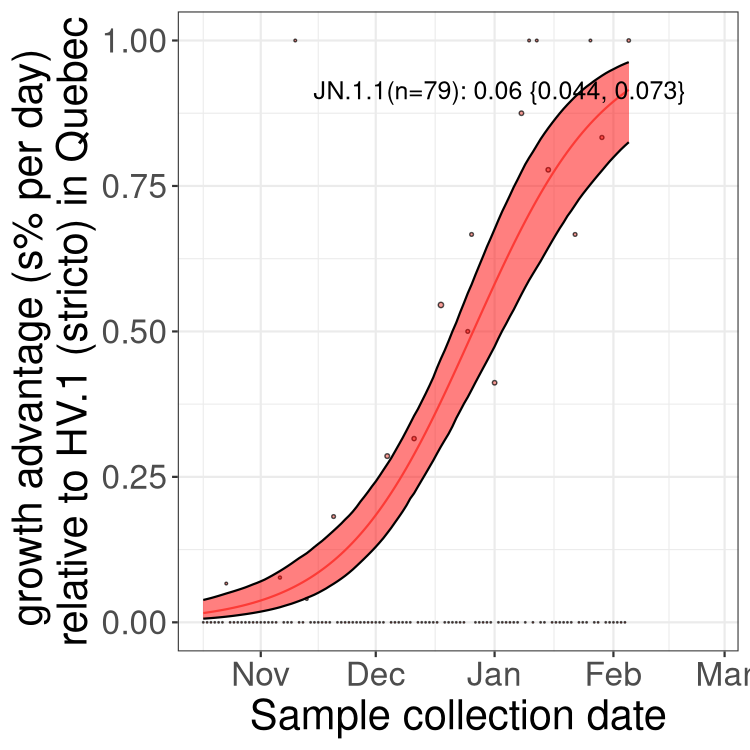 growth advantage (s% per day)
relative to HV.1 (stricto) in Quebec
1.00
0.75
0.50
0.25
0.00
JN.1.1(n=79): 0.06 {0.044, 0.073}
Nov Dec Jan Feb Mar
Sample collection date